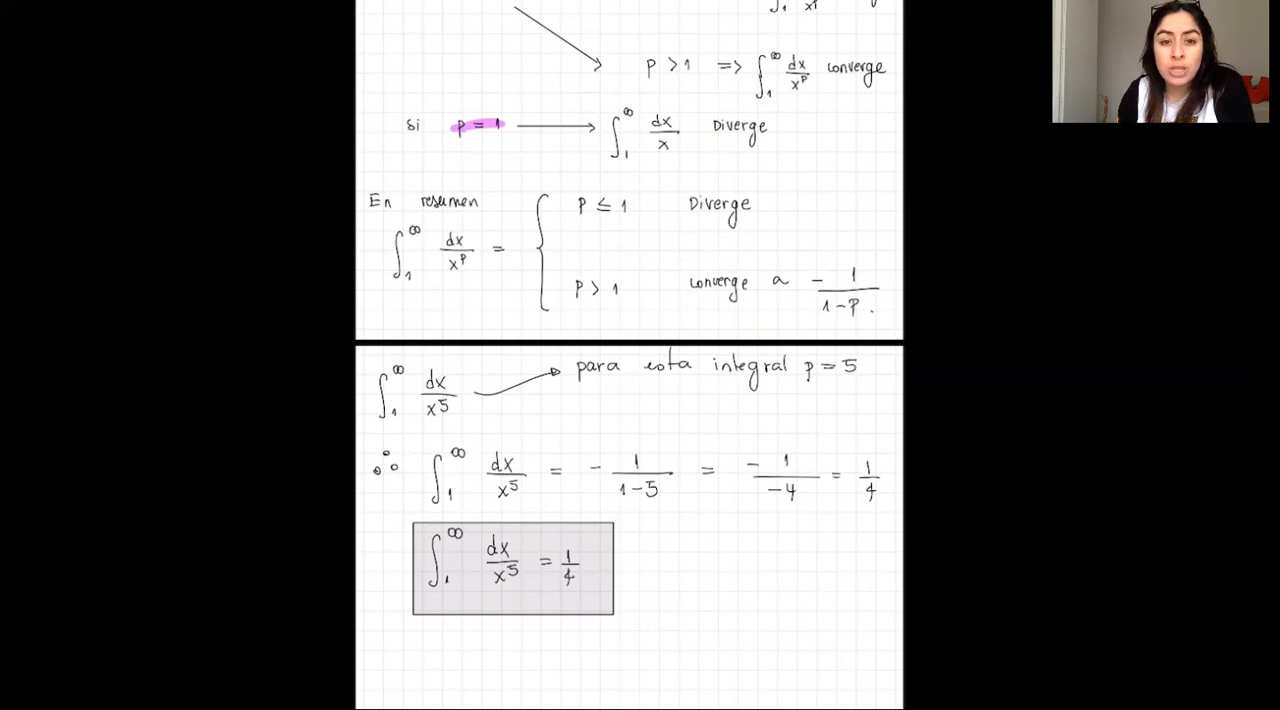 ∫₁ x
p > 1 => ∫₁^∞ dx/x^p converge
Si p = 1 → ∫₁^∞ dx/x Diverge
En resumen
p ≤ 1 Diverge
∫₁^∞ dx/x^p =
p > 1 converge a - 1/(1-p).
∫₁^∞ dx/x⁵ → para esta integral p = 5
∴ ∫₁^∞ dx/x⁵ = - 1/(1-5) = -1/(-4) = 1/4
∫₁^∞ dx/x⁵ = 1/4